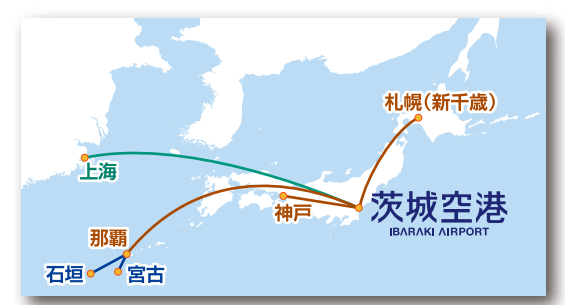 札幌(新千歳)
上海
茨城空港
IBARAKI AIRPORT
神戸
那覇
石垣
宮古